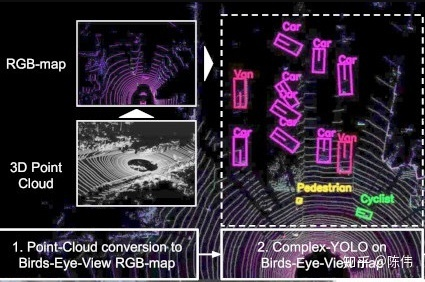 RGB-map
3D Point
Cloud
1. Point-Cloud conversion to
Birds-Eye-View RGB-map
Car
Car
Car
Van
Car
Car
Car
Car
Car
Van
Pedestrian
Cyclist
2. Complex-YOLO on
Birds-Eye-View map
知乎 @陈伟